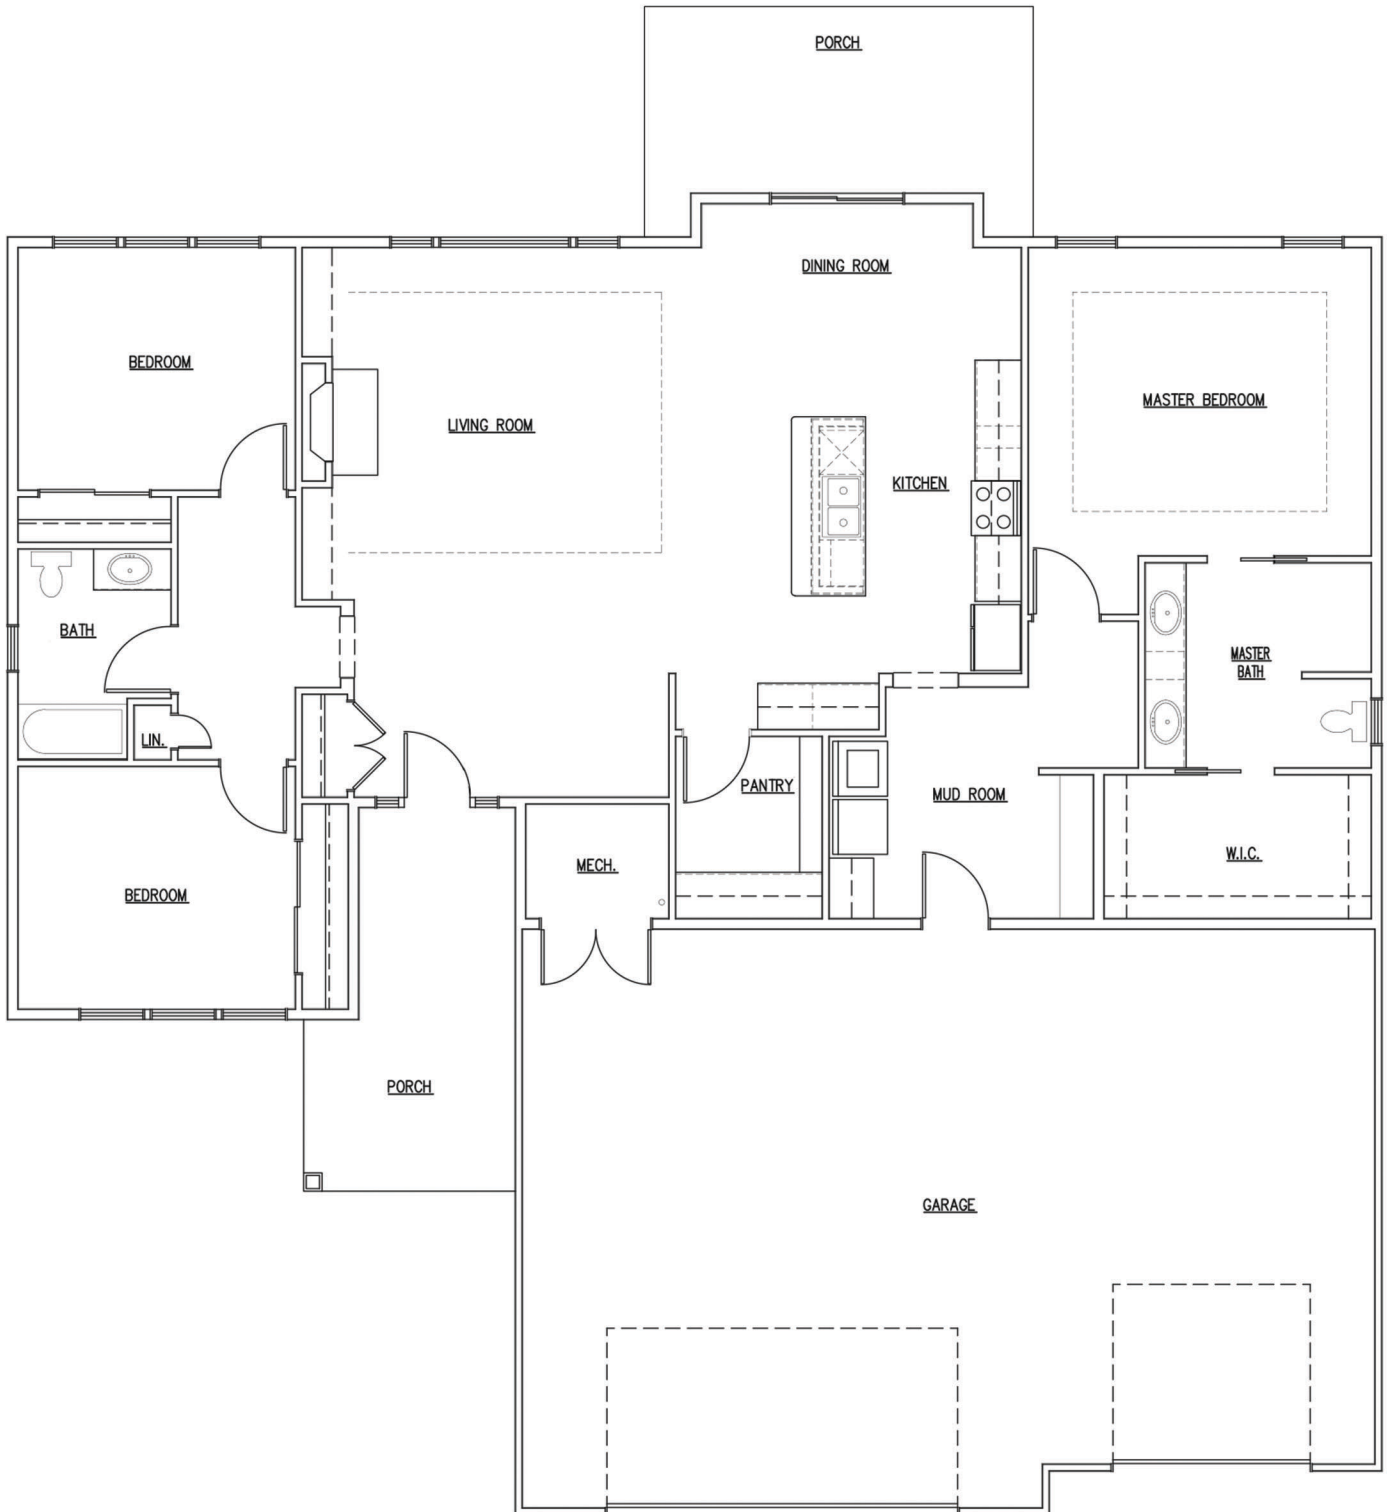 PORCH
DINING ROOM
BEDROOM
MASTER BEDROOM
LIVING ROOM
KITCHEN
BATH
MASTER
BATH
LIN.
PANTRY
MUD ROOM
W.I.C.
MECH.
BEDROOM
PORCH
GARAGE